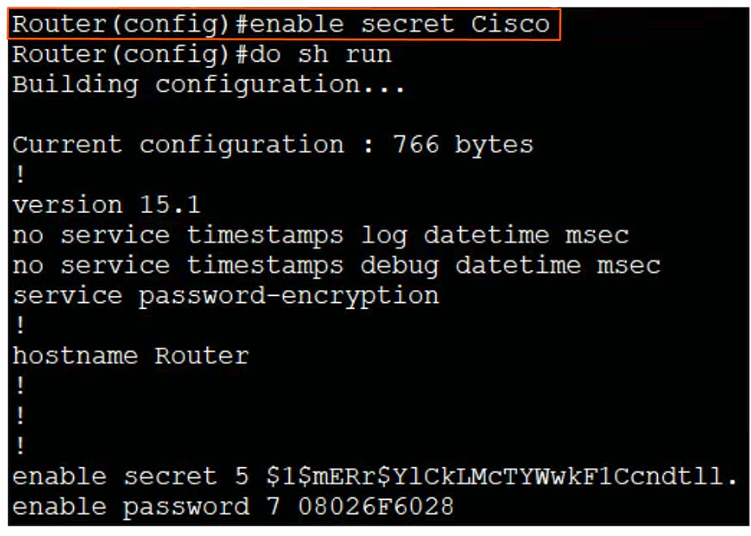 Router(config)#enable secret Cisco
Router(config)#do sh run
Building configuration...
Current configuration : 766 bytes
!
version 15.1
no service timestamps log datetime msec
no service timestamps debug datetime msec
service password-encryption
!
hostname Router
!
!
!
enable secret 5 $1$mERr$YlCkLMcTYWwkF1Ccndtll.
enable password 7 08026F6028